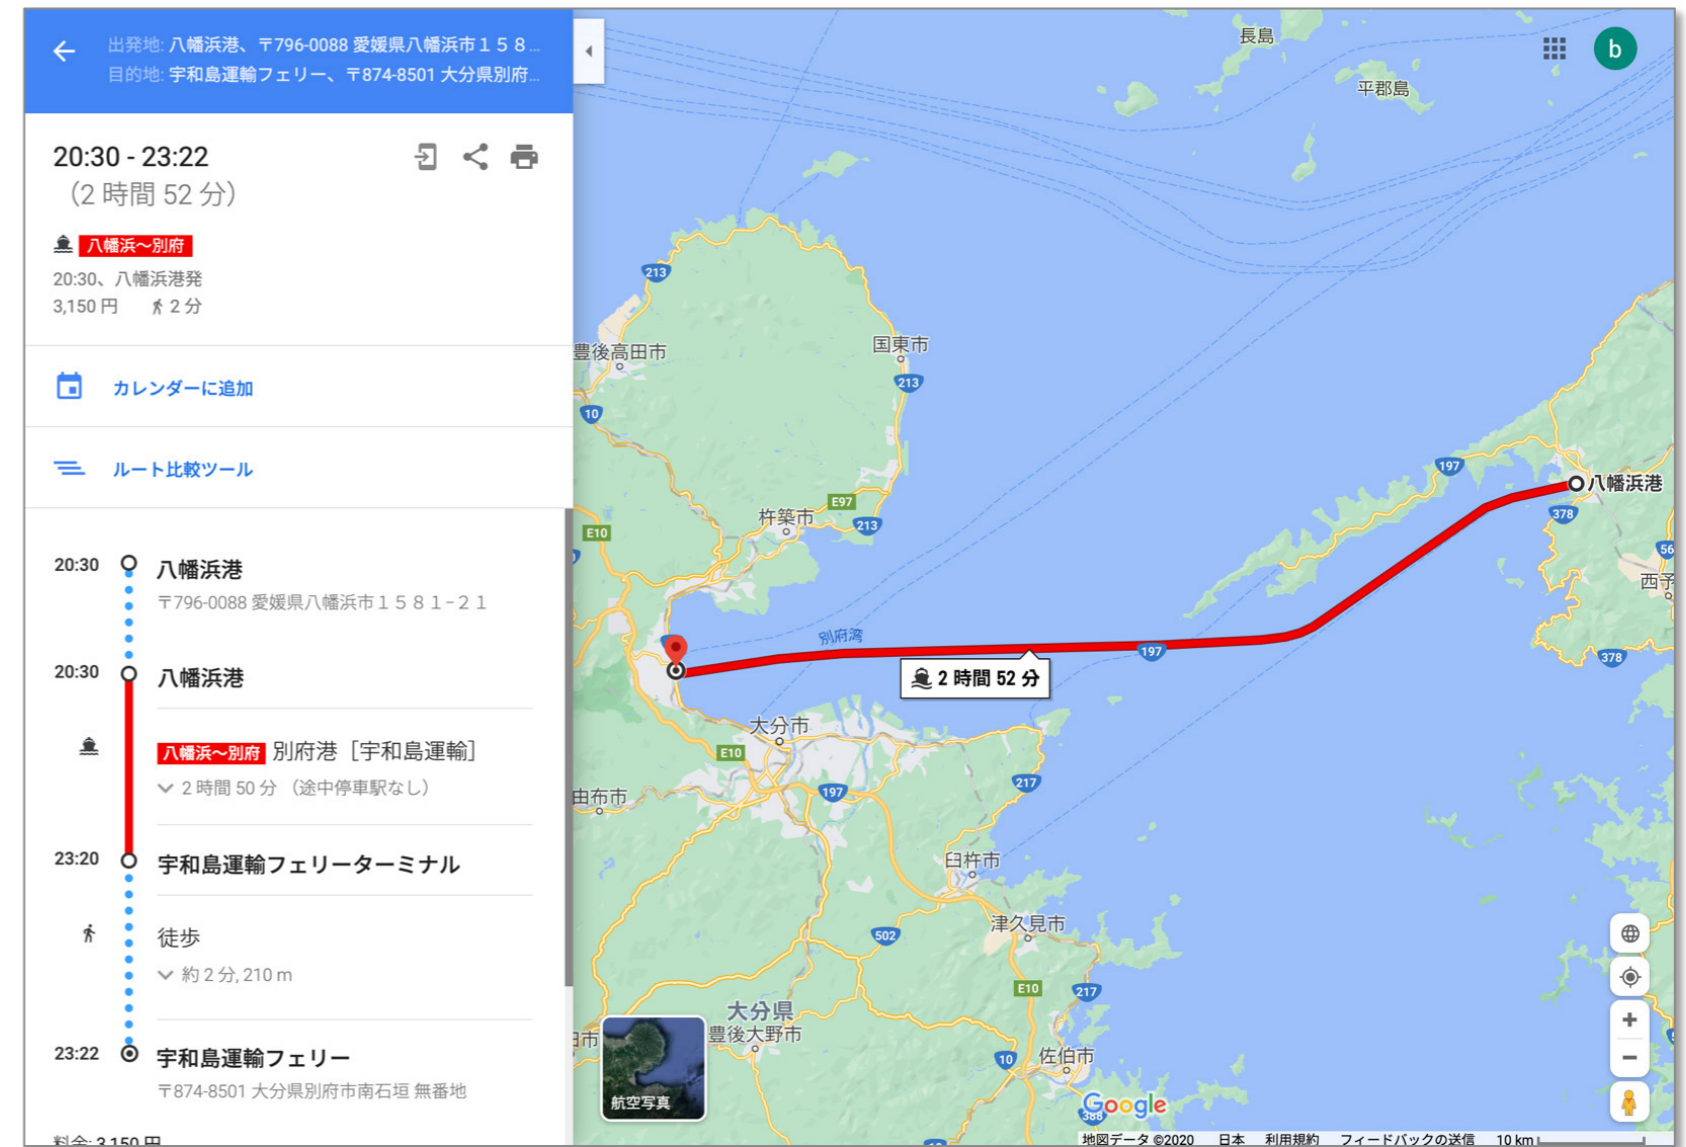 出発地: 八幡浜港、〒796-0088 愛媛県八幡浜市１５８...
目的地: 宇和島運輸フェリー、〒874-8501 大分県別府...
20:30 - 23:22
（2 時間 52 分）
八幡浜〜別府
20:30、八幡浜港発
3,150 円 2 分
カレンダーに追加
ルート比較ツール
20:30 八幡浜港
〒796-0088 愛媛県八幡浜市１５８１−２１
20:30 八幡浜港
八幡浜〜別府 別府港［宇和島運輸］
2 時間 50 分 （途中停車駅なし）
23:20 宇和島運輸フェリーターミナル
徒歩
約 2 分, 210 m
23:22 宇和島運輸フェリー
〒874-8501 大分県別府市南石垣 無番地
料金: 3,150 円
b
長島
平郡島
213
豊後高田市
国東市
213
10
197
八幡浜港
E97
378
杵築市
213
E10
56
西予
別府湾
197
378
2 時間 52 分
大分市
E10
217
197
由布市
臼杵市
津久見市
502
E10
217
大分県
豊後大野市
市
10
佐伯市
航空写真
Google
388
地図データ ©2020 日本 利用規約 フィードバックの送信 10 km